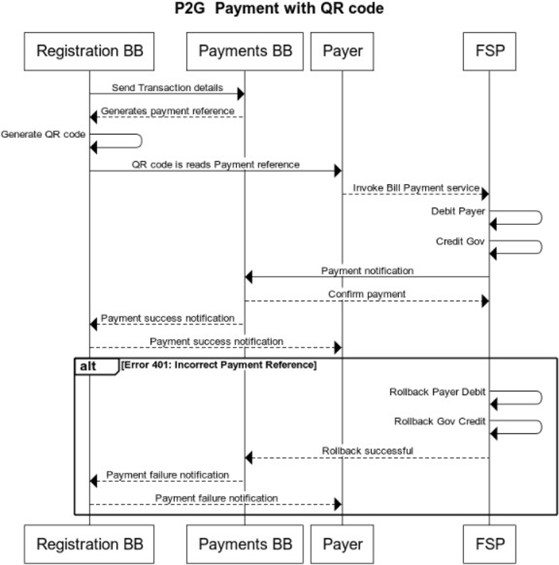 P2G Payment with QR code
Registration BB
Payments BB
Payer
FSP
Send Transaction details
Generates payment reference
Generate QR code
QR code is reads Payment reference
Invoke Bill Payment service
Debit Payer
Credit Gov
Payment notification
Confirm payment
Payment success notification
Payment success notification
alt
[Error 401: Incorrect Payment Reference]
Rollback Payer Debit
Rollback Gov Credit
Rollback successful
Payment failure notification
Payment failure notification
Registration BB
Payments BB
Payer
FSP